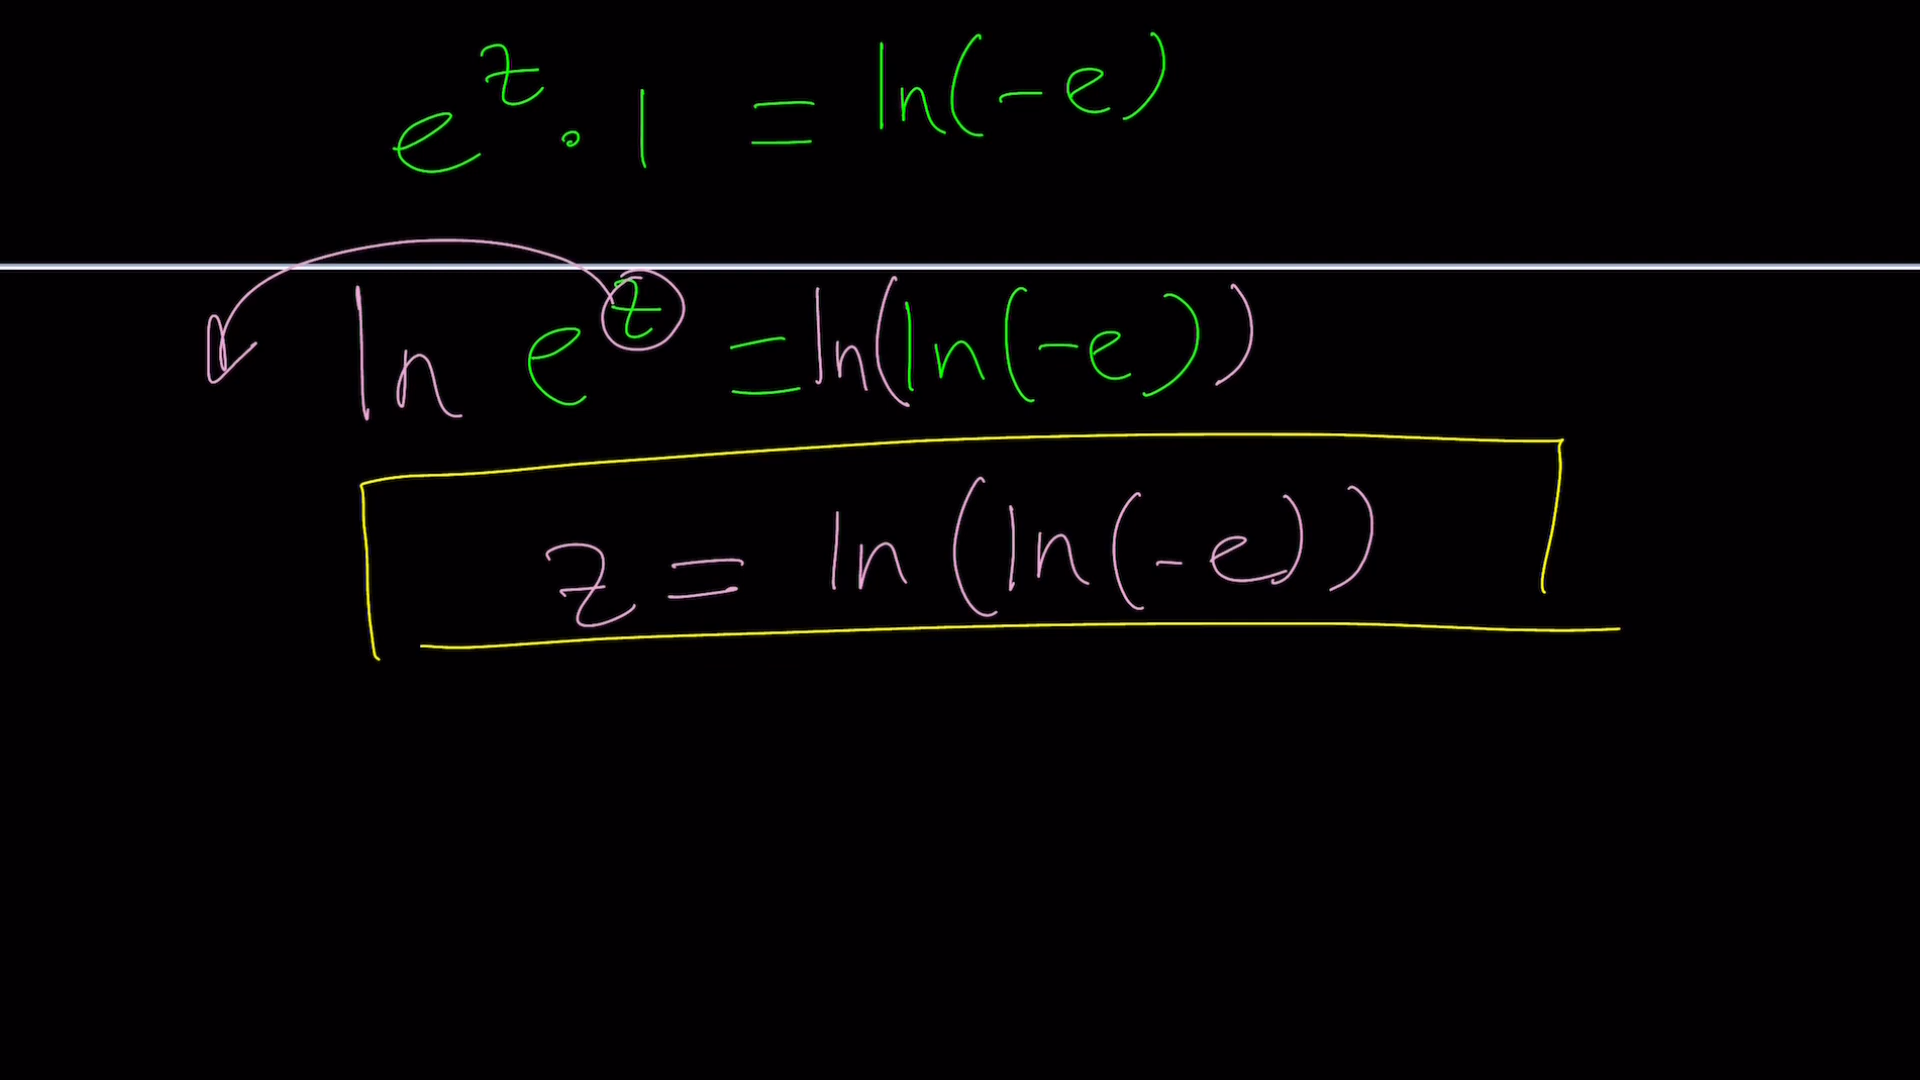 e^z · 1 = ln(-e)
ln e^z = ln(ln(-e))
z = ln(ln(-e))